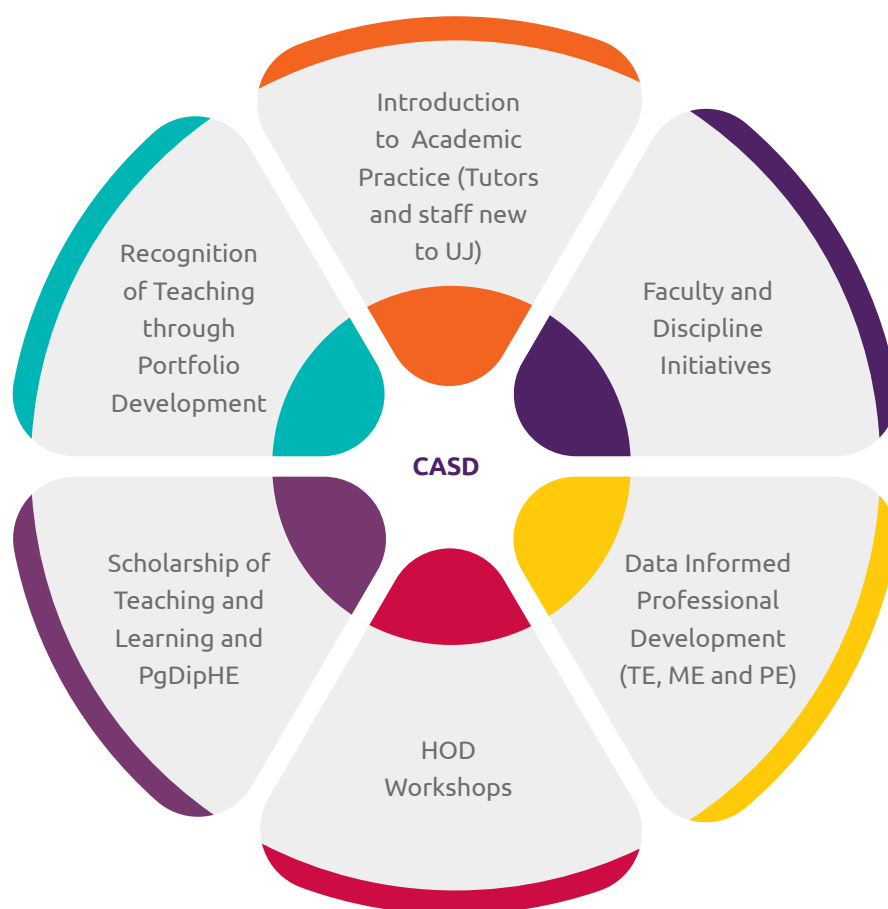 Introduction
to Academic
Practice (Tutors
and staff new
to UJ)
Faculty and
Discipline
Initiatives
Data Informed
Professional
Development
(TE, ME and PE)
HOD
Workshops
Scholarship of
Teaching and
Learning and
PgDipHE
Recognition
of Teaching
through
Portfolio
Development
CASD